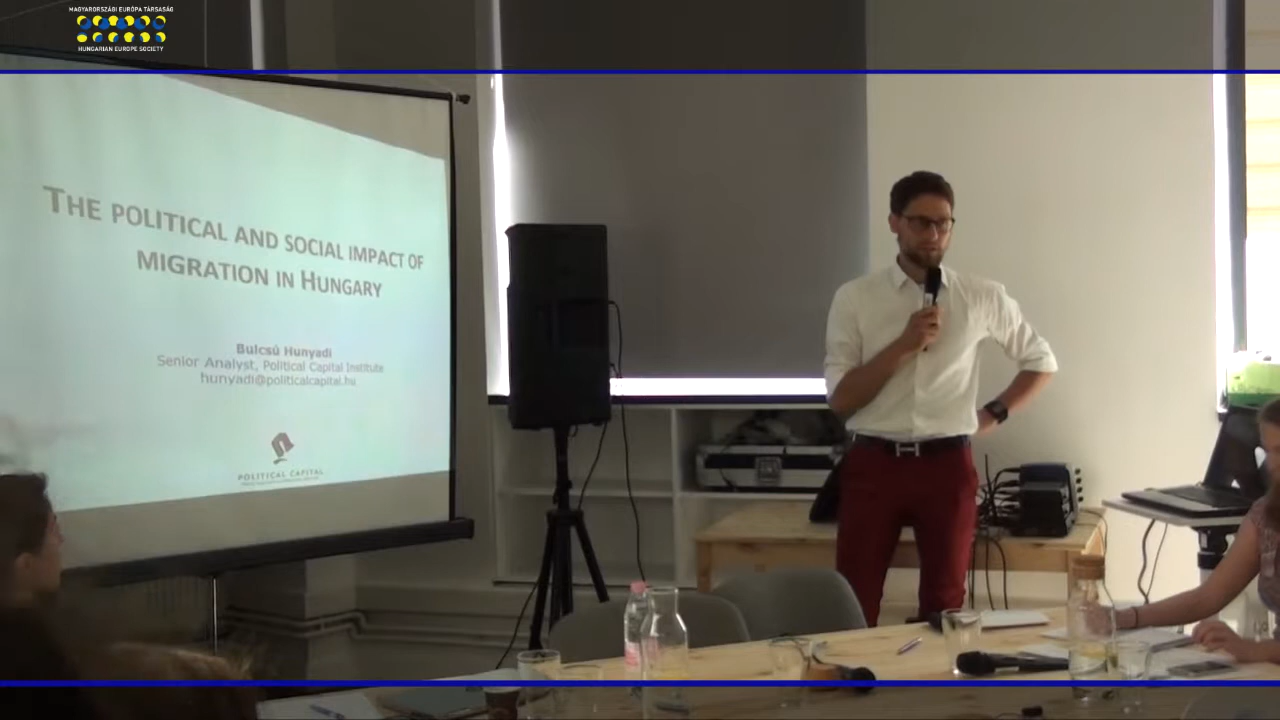 MAGYARORSZÁGI EURÓPA TÁRSASÁG
HUNGARIAN EUROPE SOCIETY
THE POLITICAL AND SOCIAL IMPACT OF
MIGRATION IN HUNGARY
Bulcsú Hunyadi
Senior Analyst, Political Capital Institute
hunyadi@politicalcapital.hu
POLITICAL CAPITAL